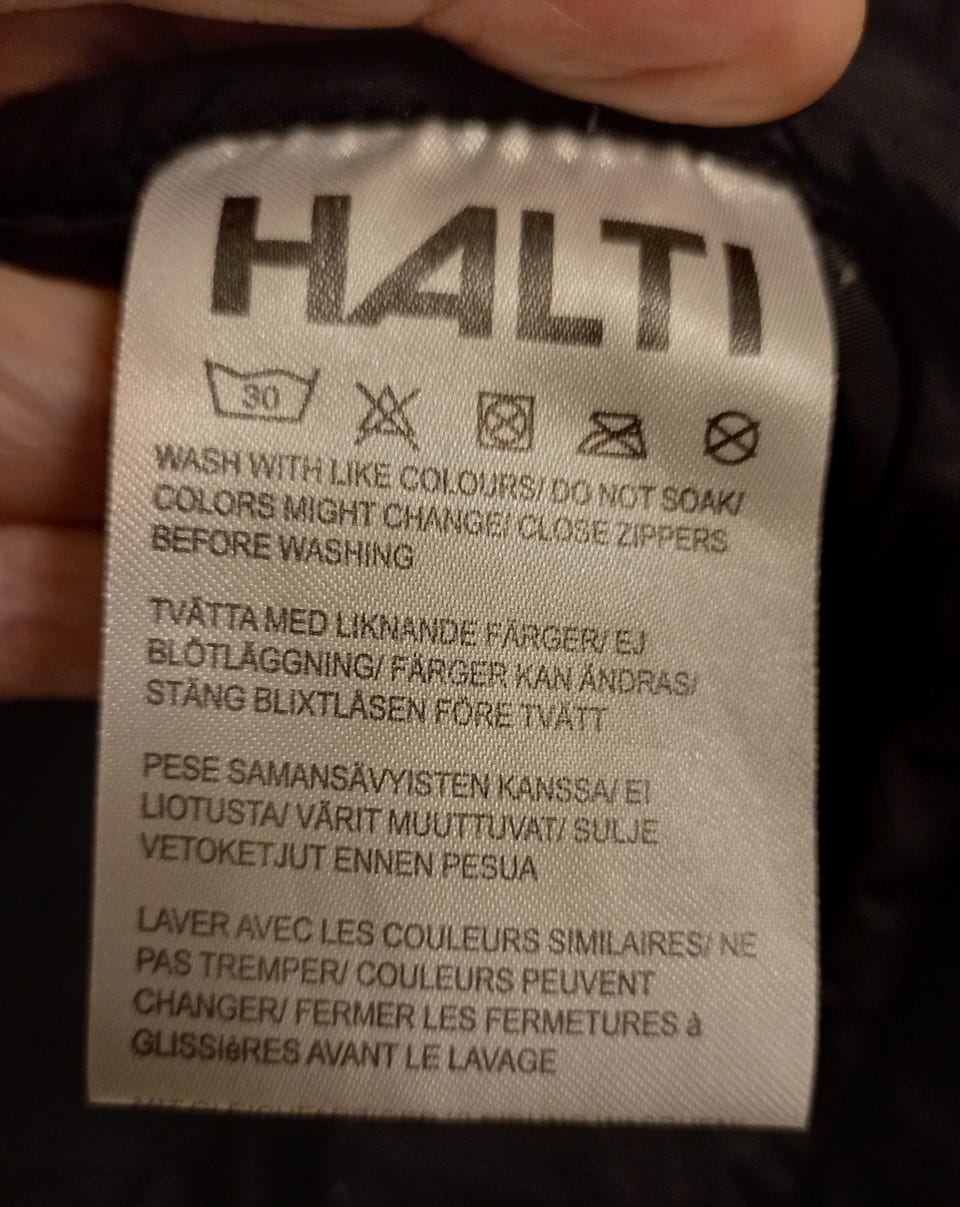 HALTI
30
WASH WITH LIKE COLOURS/ DO NOT SOAK/
COLORS MIGHT CHANGE/ CLOSE ZIPPERS
BEFORE WASHING
TVÄTTA MED LIKNANDE FÄRGER/ EJ
BLÖTLÄGGNING/ FÄRGER KAN ÄNDRAS/
STÄNG BLIXTLÅSEN FÖRE TVÄTT
PESE SAMANSÄVYISTEN KANSSA/ EI
LIOTUSTA/ VÄRIT MUUTTUVAT/ SULJE
VETOKETJUT ENNEN PESUA
LAVER AVEC LES COULEURS SIMILAIRES/ NE
PAS TREMPER/ COULEURS PEUVENT
CHANGER/ FERMER LES FERMETURES à
GLISSIèRES AVANT LE LAVAGE